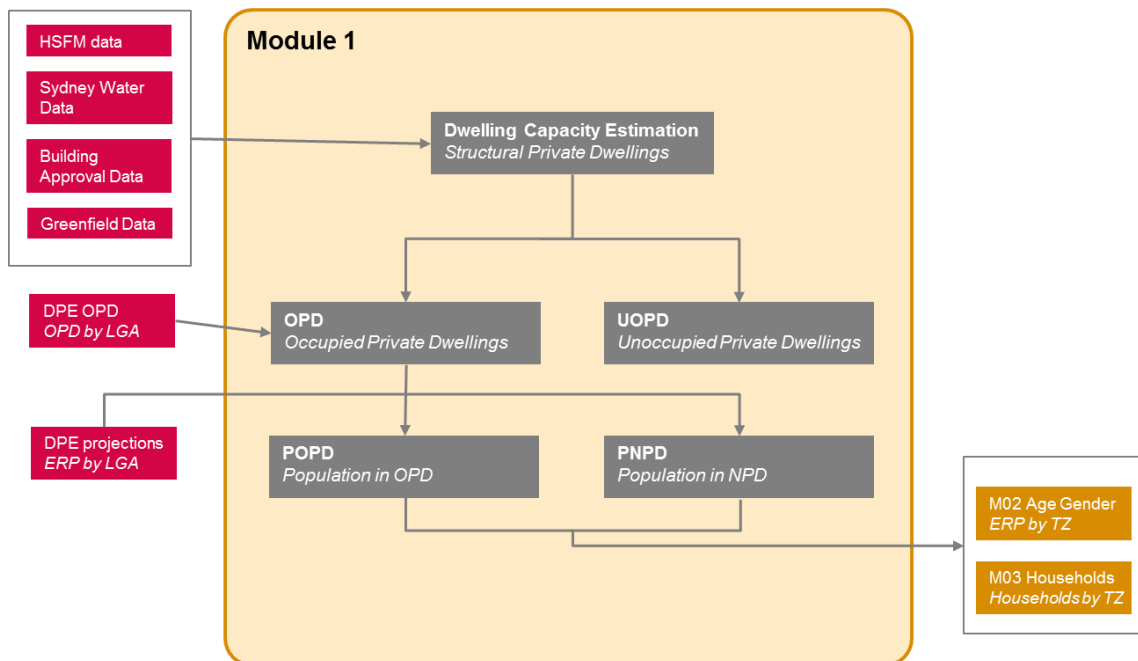 HSFM data
Sydney Water
Data
Building
Approval Data
Greenfield Data
Module 1
Dwelling Capacity Estimation
Structural Private Dwellings
DPE OPD
OPD by LGA
OPD
Occupied Private Dwellings
UOPD
Unoccupied Private Dwellings
DPE projections
ERP by LGA
POPD
Population in OPD
PNPD
Population in NPD
M02 Age Gender
ERP by TZ
M03 Households
Households by TZ